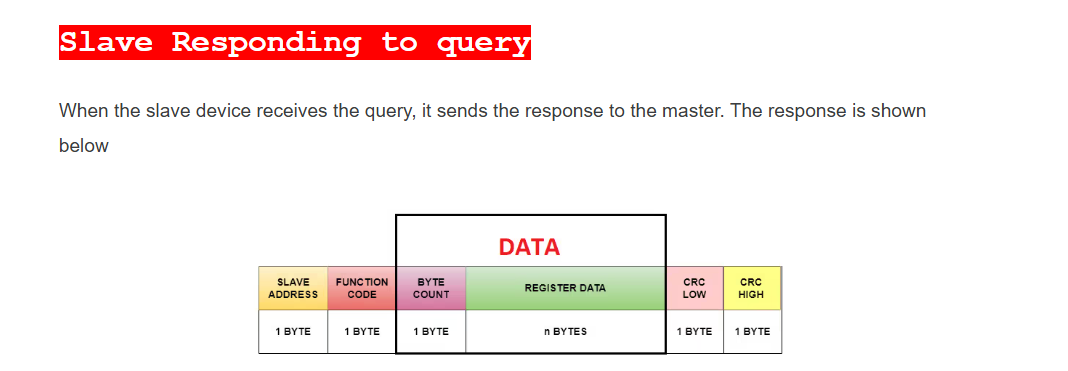 Slave Responding to query
When the slave device receives the query, it sends the response to the master. The response is shown
below
DATA
SLAVE ADDRESS FUNCTION CODE BYTE COUNT REGISTER DATA CRC LOW CRC HIGH
1 BYTE 1 BYTE 1 BYTE n BYTES 1 BYTE 1 BYTE